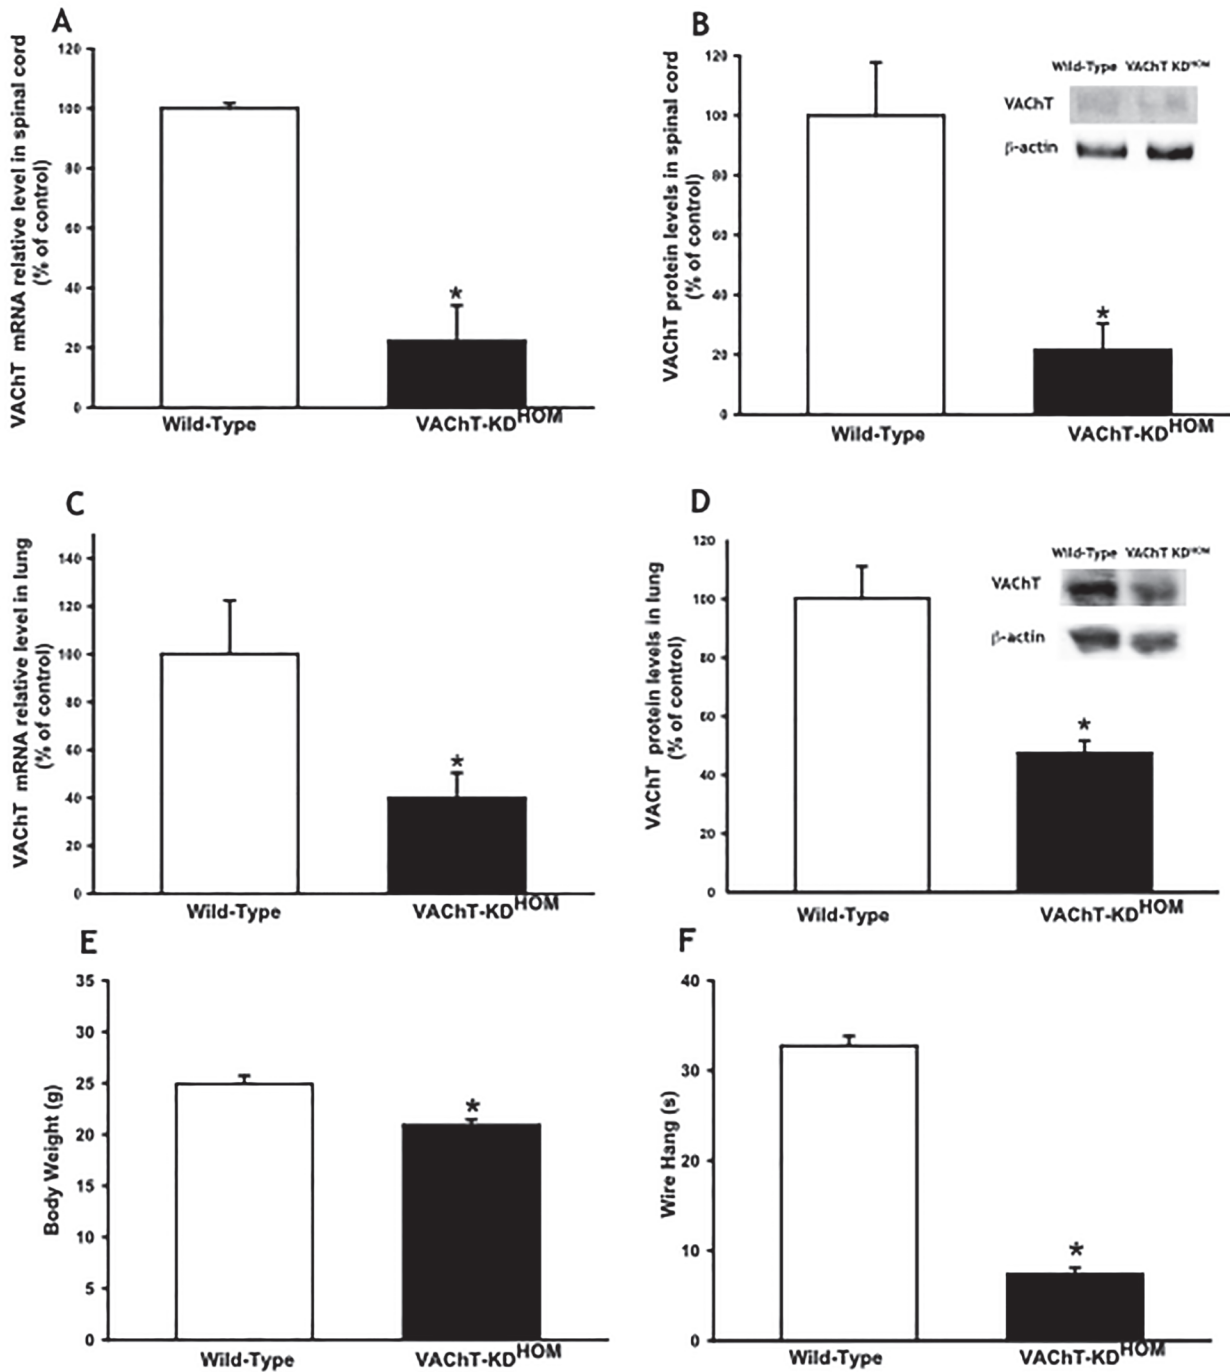 A
VAChT mRNA relative level in spinal cord
(% of control)
120
100
80
60
40
20
0
*
Wild-Type
VAChT-KDHOM
B
VAChT protein levels in spinal cord
(% of control)
120
100
80
60
40
20
0
Wild-Type VAChT KDHOM
VAChT
β-actin
*
Wild-Type
VAChT-KDHOM
C
VAChT mRNA relative level in lung
(% of control)
140
120
100
80
60
40
20
0
*
Wild-Type
VAChT-KDHOM
D
VAChT protein levels in lung
(% of control)
120
100
80
60
40
20
0
Wild-Type VAChT KDHOM
VAChT
β-actin
*
Wild-Type
VAChT-KDHOM
E
Body Weight (g)
35
30
25
20
15
10
5
0
*
Wild-Type
VAChT-KDHOM
F
Wire Hang (s)
40
30
20
10
0
*
Wild-Type
VAChT-KDHOM